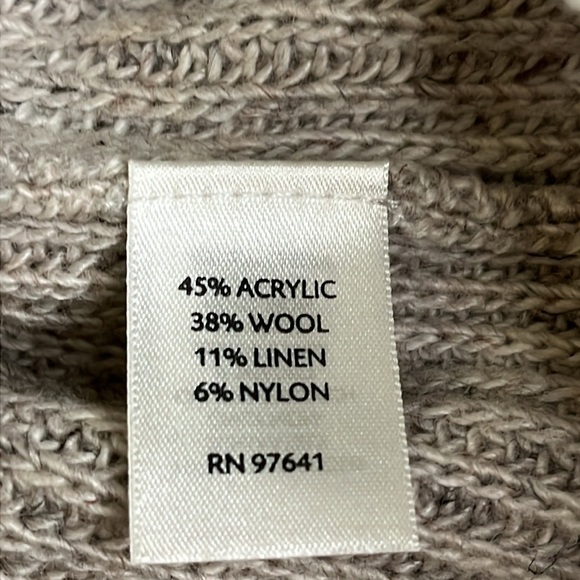 45% ACRYLIC
38% WOOL
11% LINEN
6% NYLON
RN 97641